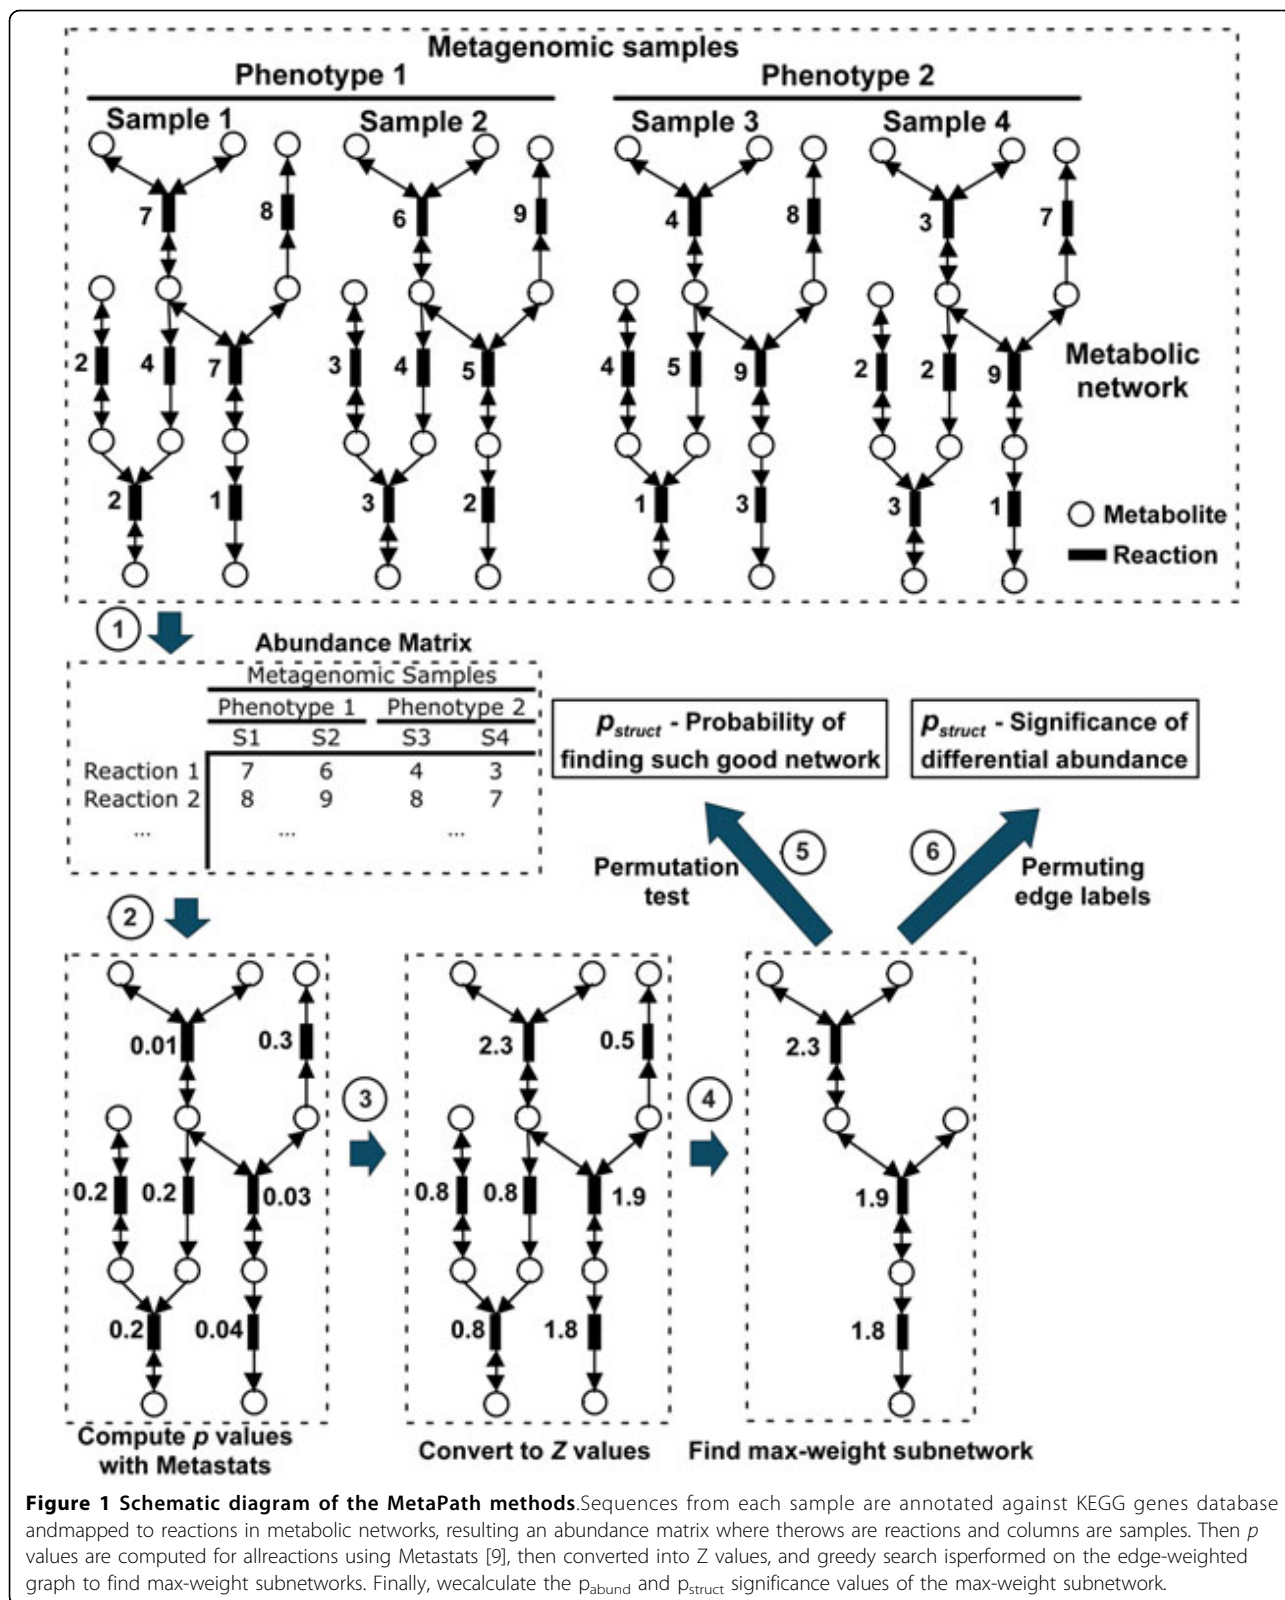 Metagenomic samples
Phenotype 1
Phenotype 2
Sample 1
Sample 2
Sample 3
Sample 4
7
8
2
4
7
2
1
6
9
3
4
5
3
2
4
8
4
5
9
1
3
3
7
2
2
9
3
1
Metabolic
network
Metabolite
Reaction
1
Abundance Matrix
Metagenomic Samples
Phenotype 1 Phenotype 2
S1 S2 S3 S4
Reaction 1 7 6 4 3
Reaction 2 8 9 8 7
... ... ...
p_struct - Probability of
finding such good network
p_struct - Significance of
differential abundance
5
Permutation
test
6
Permuting
edge labels
2
0.01
0.3
0.2
0.2
0.03
0.2
0.04
Compute p values
with Metastats
3
2.3
0.5
0.8
0.8
1.9
0.8
1.8
Convert to Z values
4
2.3
1.9
1.8
Find max-weight subnetwork
Figure 1 Schematic diagram of the MetaPath methods.Sequences from each sample are annotated against KEGG genes database
andmapped to reactions in metabolic networks, resulting an abundance matrix where therows are reactions and columns are samples. Then p
values are computed for allreactions using Metastats [9], then converted into Z values, and greedy search isperformed on the edge-weighted
graph to find max-weight subnetworks. Finally, wecalculate the p_abund and p_struct significance values of the max-weight subnetwork.